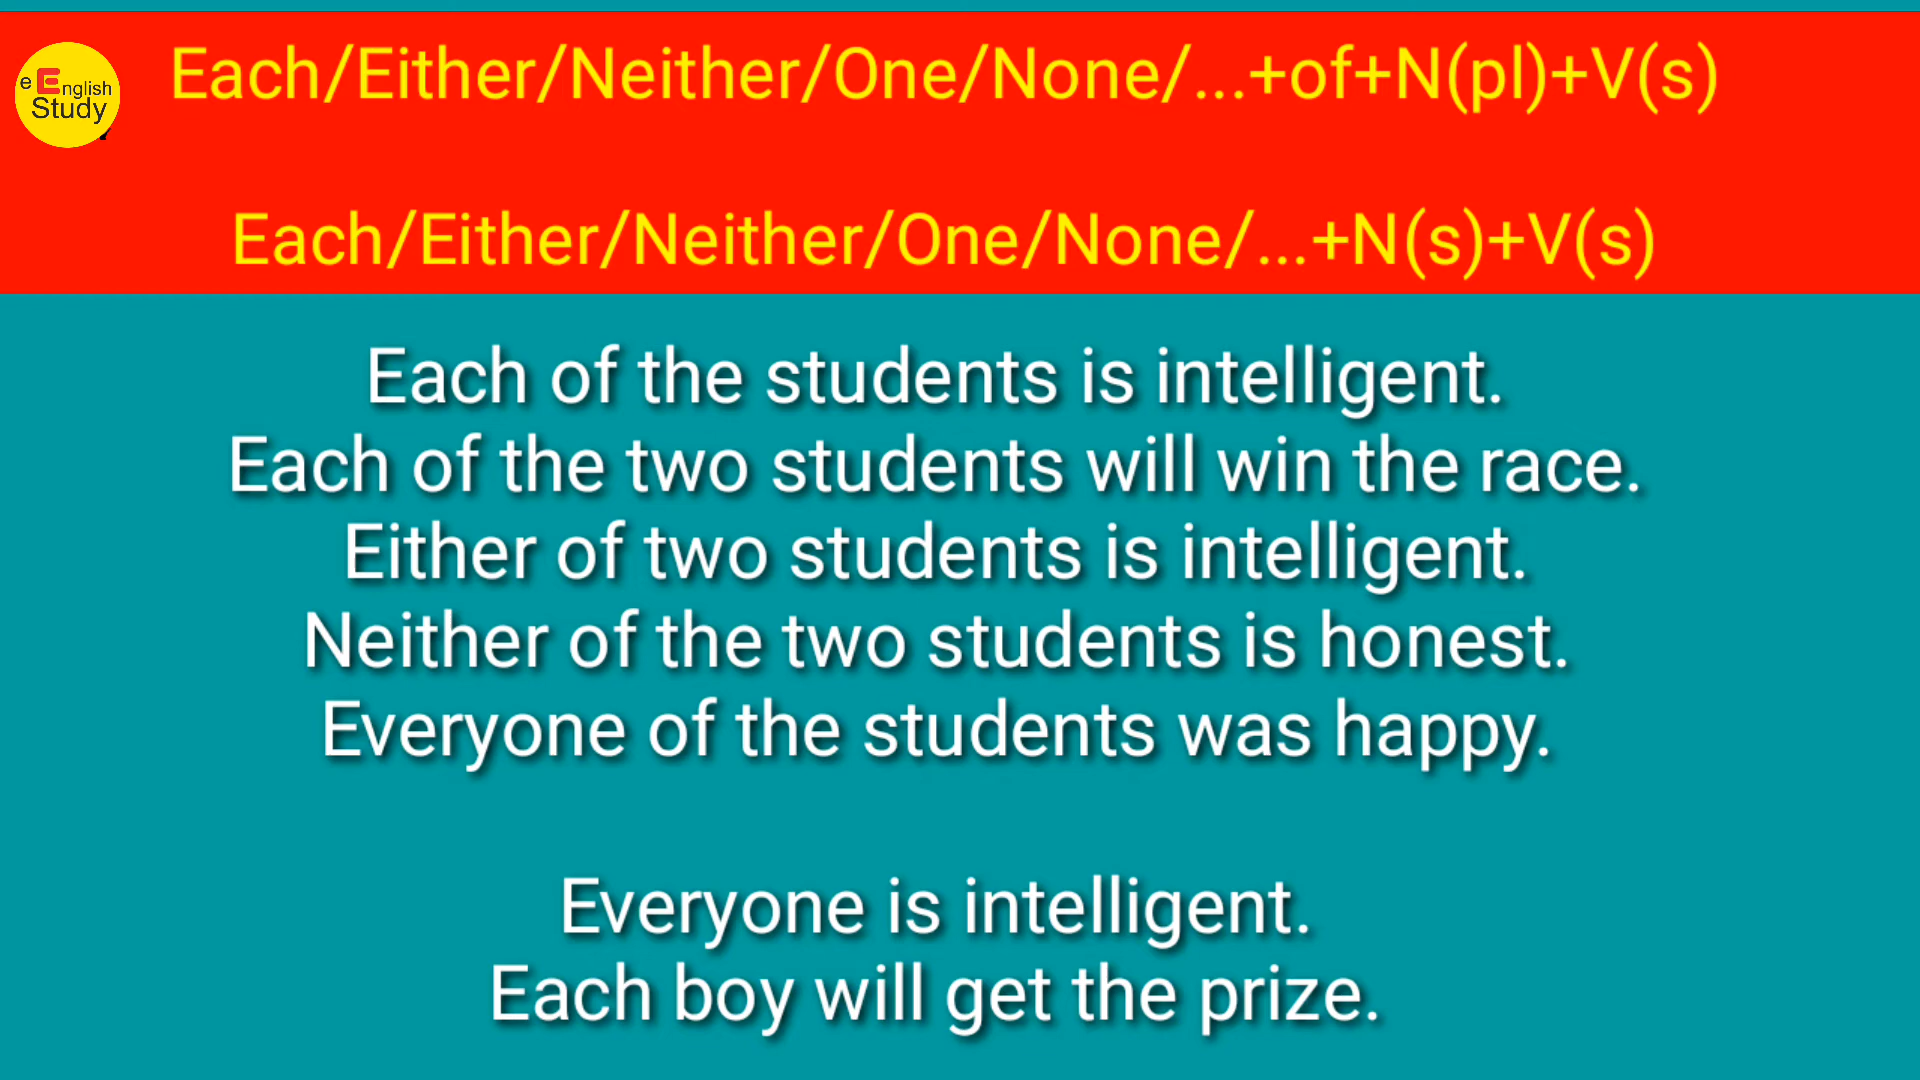 e English
Study
Each/Either/Neither/One/None/...+of+N(pl)+V(s)
Each/Either/Neither/One/None/...+N(s)+V(s)
Each of the students is intelligent.
Each of the two students will win the race.
Either of two students is intelligent.
Neither of the two students is honest.
Everyone of the students was happy.
Everyone is intelligent.
Each boy will get the prize.